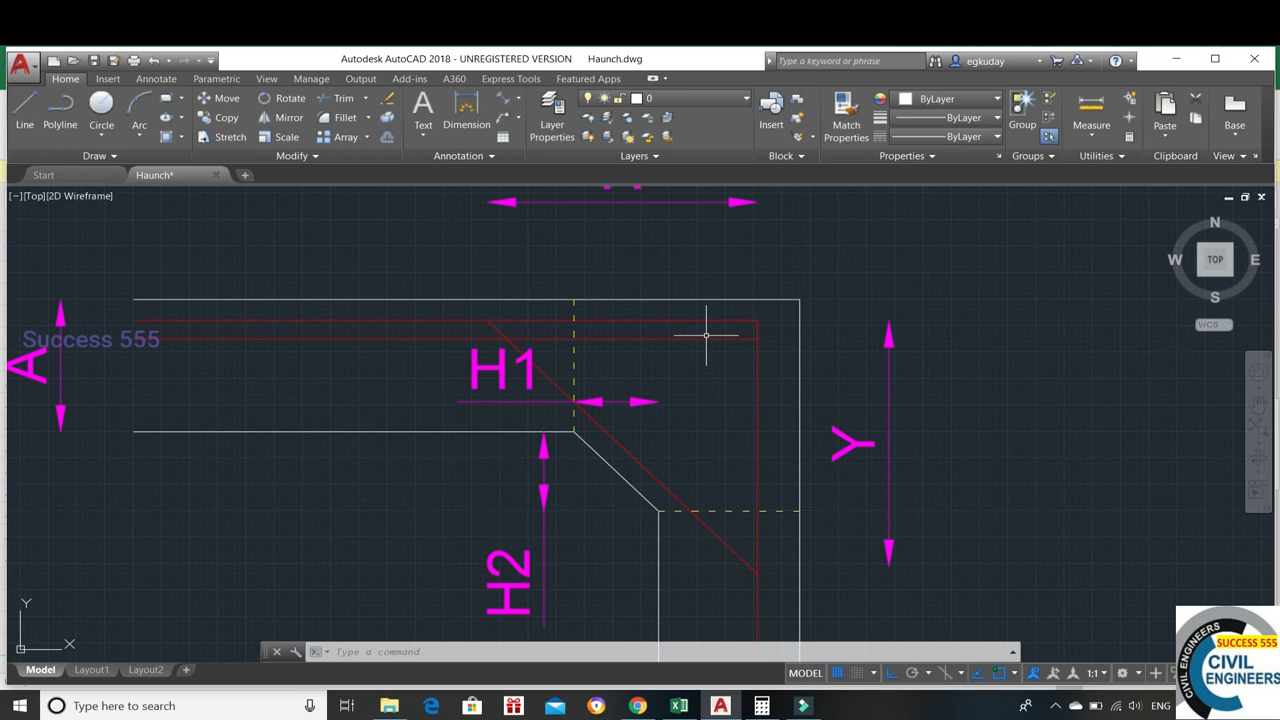 Autodesk AutoCAD 2018 - UNREGISTERED VERSION Haunch.dwg
Type a keyword or phrase
egkuday
Home Insert Annotate Parametric View Manage Output Add-ins A360 Express Tools Featured Apps
Line Polyline Circle Arc
Move Rotate Trim
Copy Mirror Fillet
Stretch Scale Array
Text Dimension
Layer Properties
0
Insert
Match Properties
ByLayer
ByLayer
ByLayer
Group
Measure
Paste
Base
Draw Modify Annotation Layers Block Properties Groups Utilities Clipboard View
Start Haunch*
[−][Top][2D Wireframe]
N
W TOP E
S
WCS
Success 555
A
H1
Y
H2
Y
X
Type a command
Model Layout1 Layout2
MODEL
1:1
CIVIL ENGINEERS
SUCCESS 555
CIVIL
ENGINEERS
Type here to search
ENG